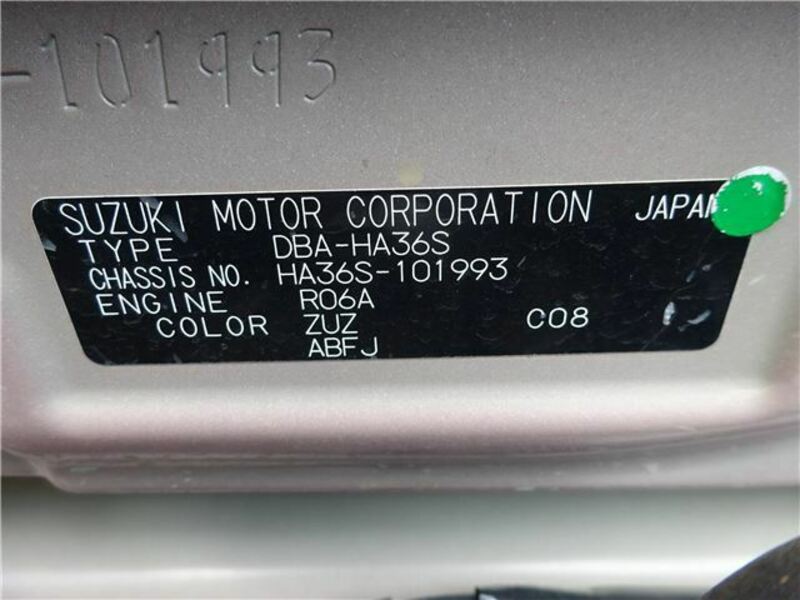 -101993
SUZUKI MOTOR CORPORATION JAPAN
TYPE DBA-HA36S
CHASSIS NO. HA36S-101993
ENGINE R06A
COLOR ZUZ C08
ABFJ